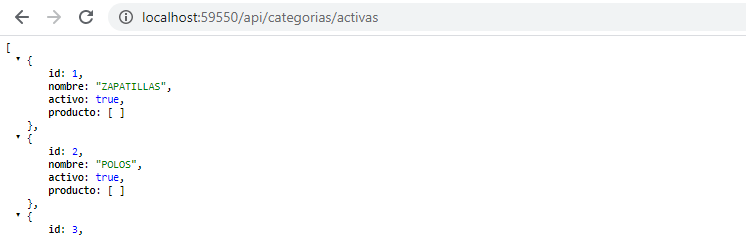 localhost:59550/api/categorias/activas
[
{
id: 1,
nombre: "ZAPATILLAS",
activo: true,
producto: [ ]
},
{
id: 2,
nombre: "POLOS",
activo: true,
producto: [ ]
},
{
id: 3,